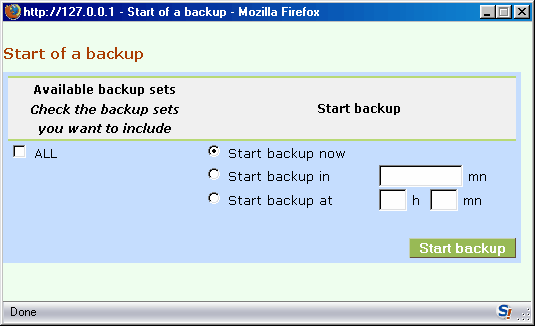 http://127.0.0.1 - Start of a backup - Mozilla Firefox
Start of a backup
Available backup sets
Check the backup sets
you want to include
Start backup
ALL
Start backup now
Start backup in mn
Start backup at h mn
Start backup
Done
S!